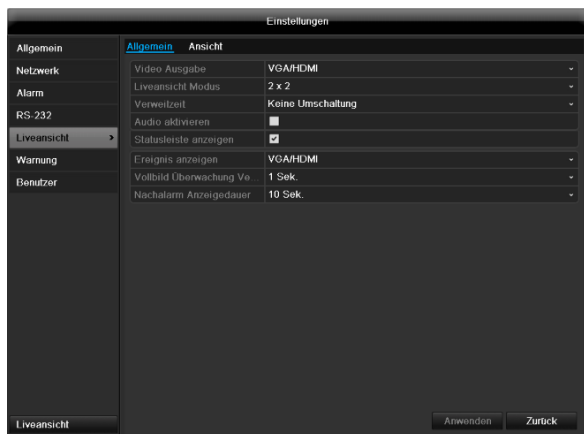 Einstellungen
Allgemein
Netzwerk
Alarm
RS-232
Liveansicht
Warnung
Benutzer
Allgemein Ansicht
Video Ausgabe VGA/HDMI
Liveansicht Modus 2 x 2
Verweilzeit Keine Umschaltung
Audio aktivieren
Statusleiste anzeigen
Ereignis anzeigen VGA/HDMI
Vollbild Überwachung Ve... 1 Sek.
Nachalarm Anzeigedauer 10 Sek.
Liveansicht
Anwenden Zurück